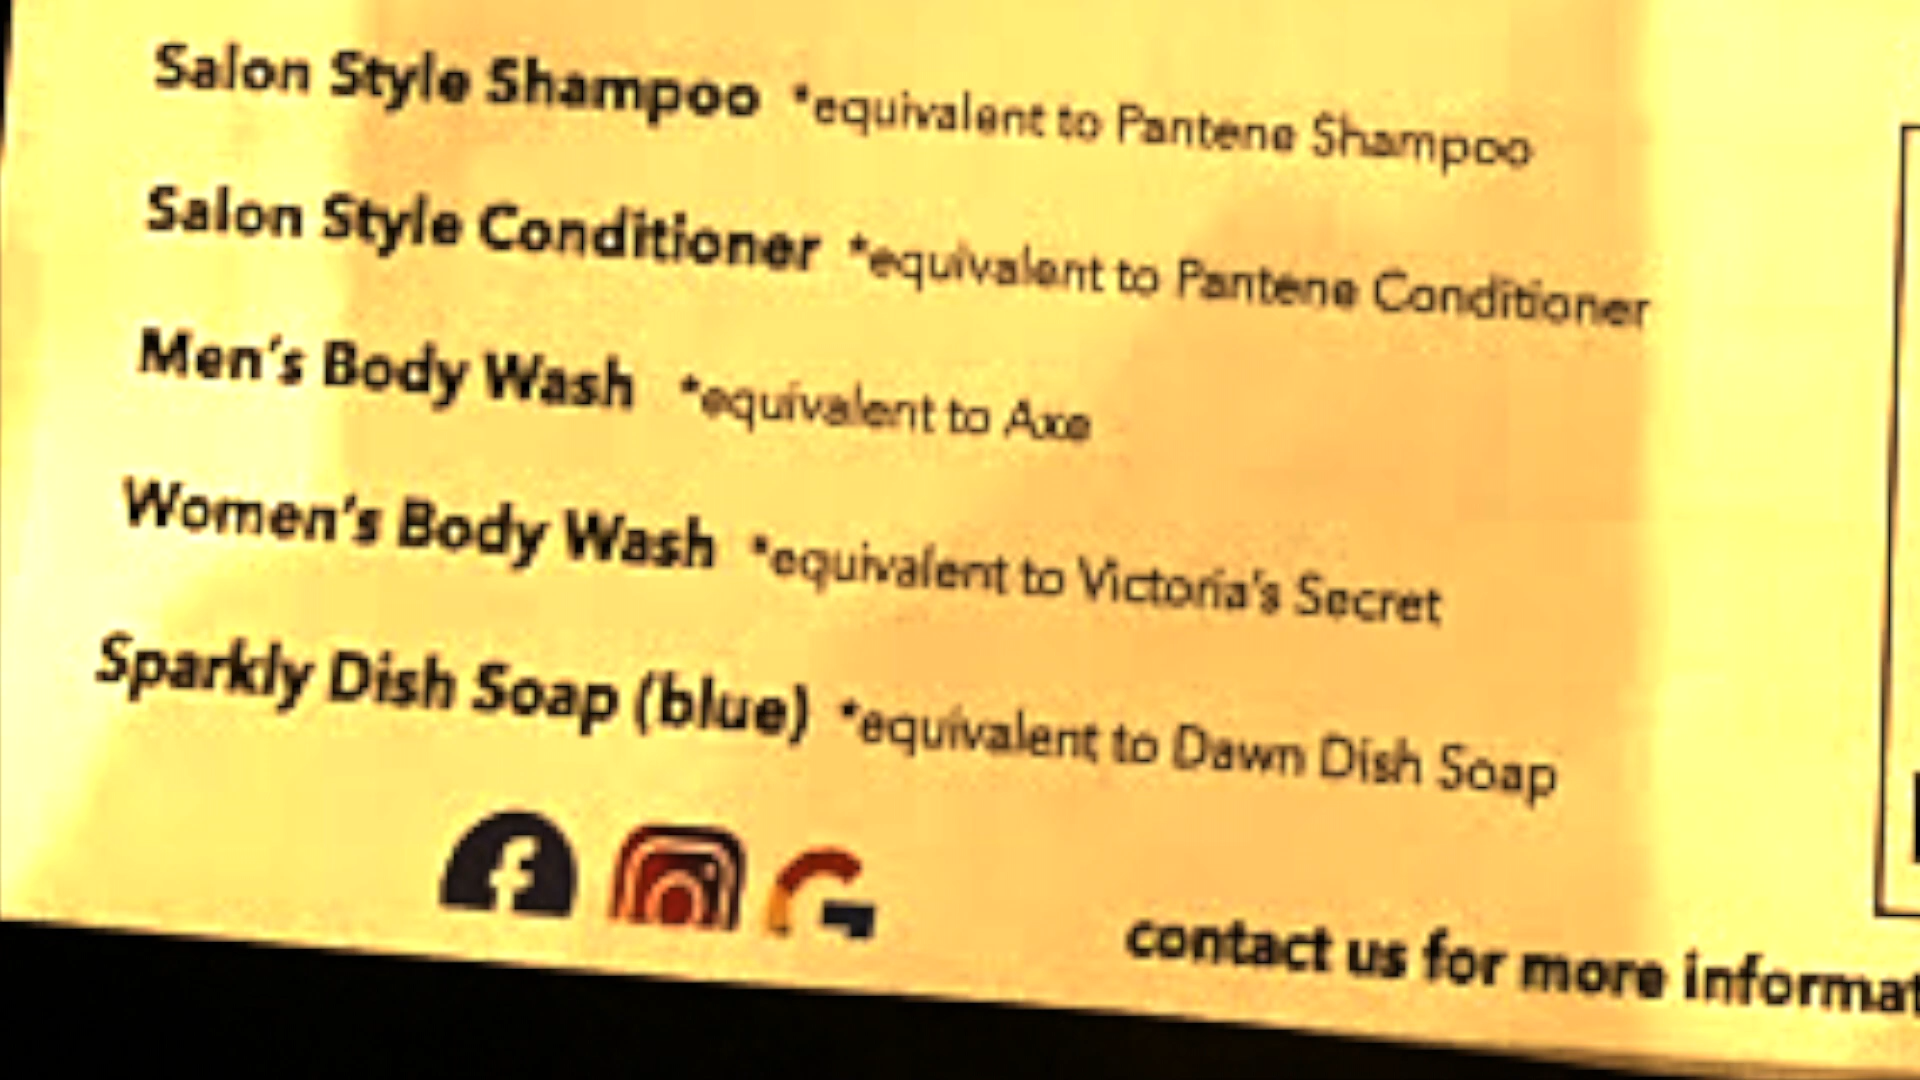 Salon Style Shampoo *equivalent to Pantene Shampoo
Salon Style Conditioner *equivalent to Pantene Conditioner
Men's Body Wash *equivalent to Axe
Women's Body Wash *equivalent to Victoria's Secret
Sparkly Dish Soap (blue) *equivalent to Dawn Dish Soap
contact us for more informat